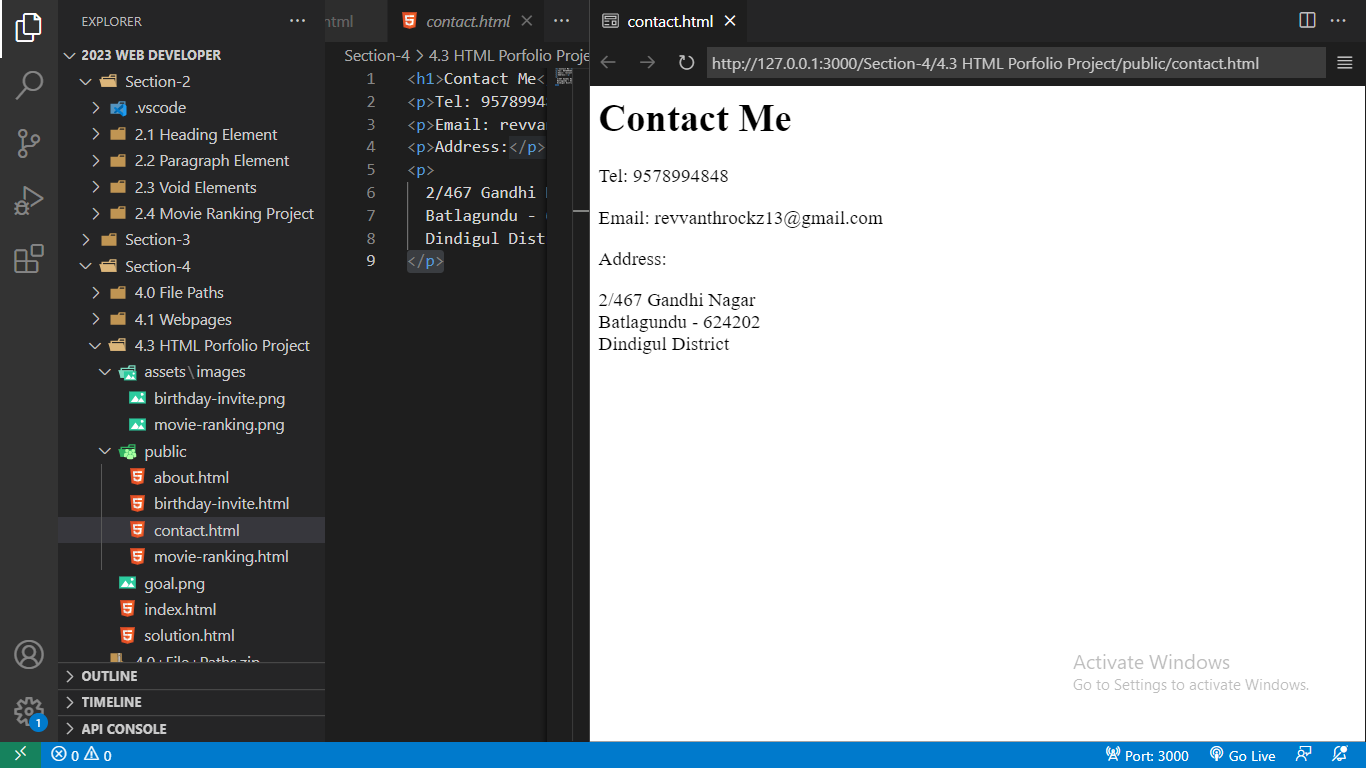 EXPLORER
2023 WEB DEVELOPER
Section-2
.vscode
2.1 Heading Element
2.2 Paragraph Element
2.3 Void Elements
2.4 Movie Ranking Project
Section-3
Section-4
4.0 File Paths
4.1 Webpages
4.3 HTML Porfolio Project
assets\images
birthday-invite.png
movie-ranking.png
public
about.html
birthday-invite.html
contact.html
movie-ranking.html
goal.png
index.html
solution.html
4.0+File+Paths.zip
OUTLINE
TIMELINE
API CONSOLE
html
contact.html
Section-4 > 4.3 HTML Porfolio Proje
1 <h1>Contact Me<
2 <p>Tel: 9578994
3 <p>Email: revva
4 <p>Address:</p>
5 <p>
6 2/467 Gandhi
7 Batlagundu -
8 Dindigul Dist
9 </p>
contact.html
http://127.0.0.1:3000/Section-4/4.3 HTML Porfolio Project/public/contact.html
Contact Me
Tel: 9578994848
Email: revvanthrockz13@gmail.com
Address:
2/467 Gandhi Nagar
Batlagundu - 624202
Dindigul District
Activate Windows
Go to Settings to activate Windows.
1
0 0
Port: 3000
Go Live